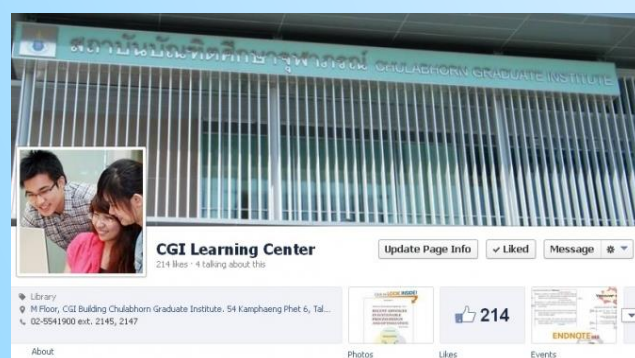 สถาบันบัณฑิตศึกษาจุฬาภรณ์ CHULABHORN GRADUATE INSTITUTE
CGI Learning Center
214 likes · 4 talking about this
Update Page Info
✓ Liked
Message
Library
M Floor, CGI Building Chulabhorn Graduate Institute. 54 Kamphaeng Phet 6, Tal...
02-5541900 ext. 2145, 2147
About
LOOK INSIDE!
214
ENDNOTE
Photos
Likes
Events